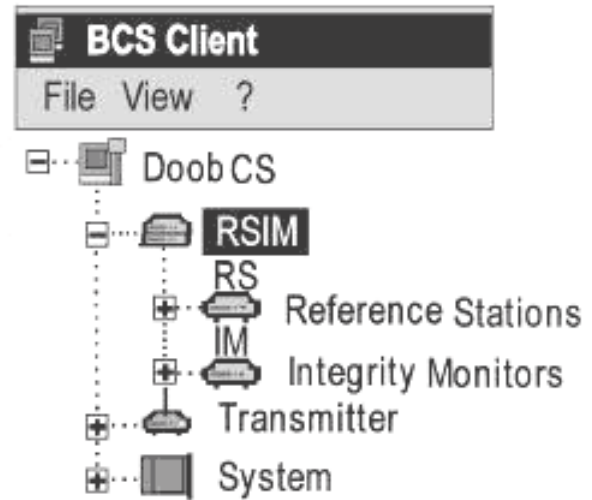 BCS Client
File View ?
Doob CS
RSIM
RS
Reference Stations
IM
Integrity Monitors
Transmitter
System